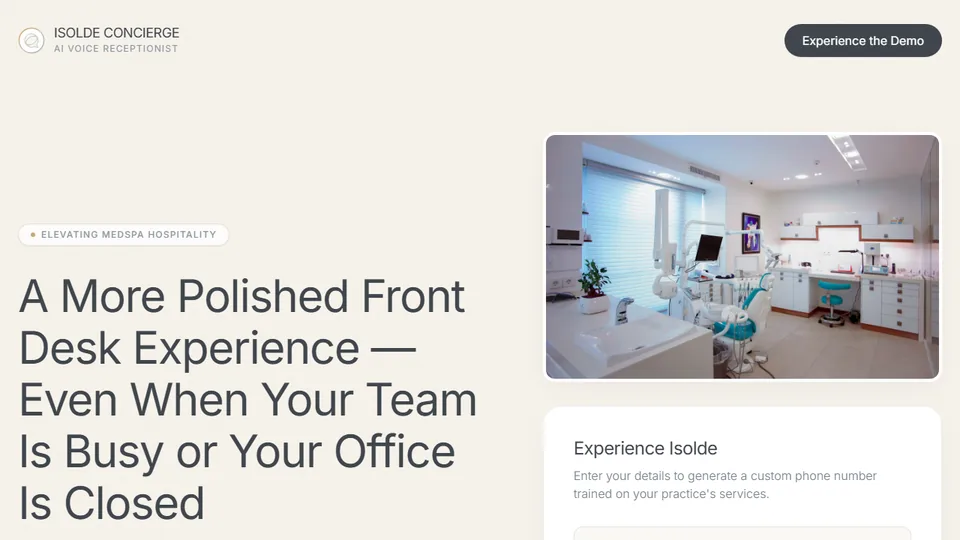 ISOLDE CONCIERGE
AI VOICE RECEPTIONIST
Experience the Demo
ELEVATING MEDSPA HOSPITALITY
A More Polished Front
Desk Experience —
Even When Your Team
Is Busy or Your Office
Is Closed
Experience Isolde
Enter your details to generate a custom phone number
trained on your practice's services.